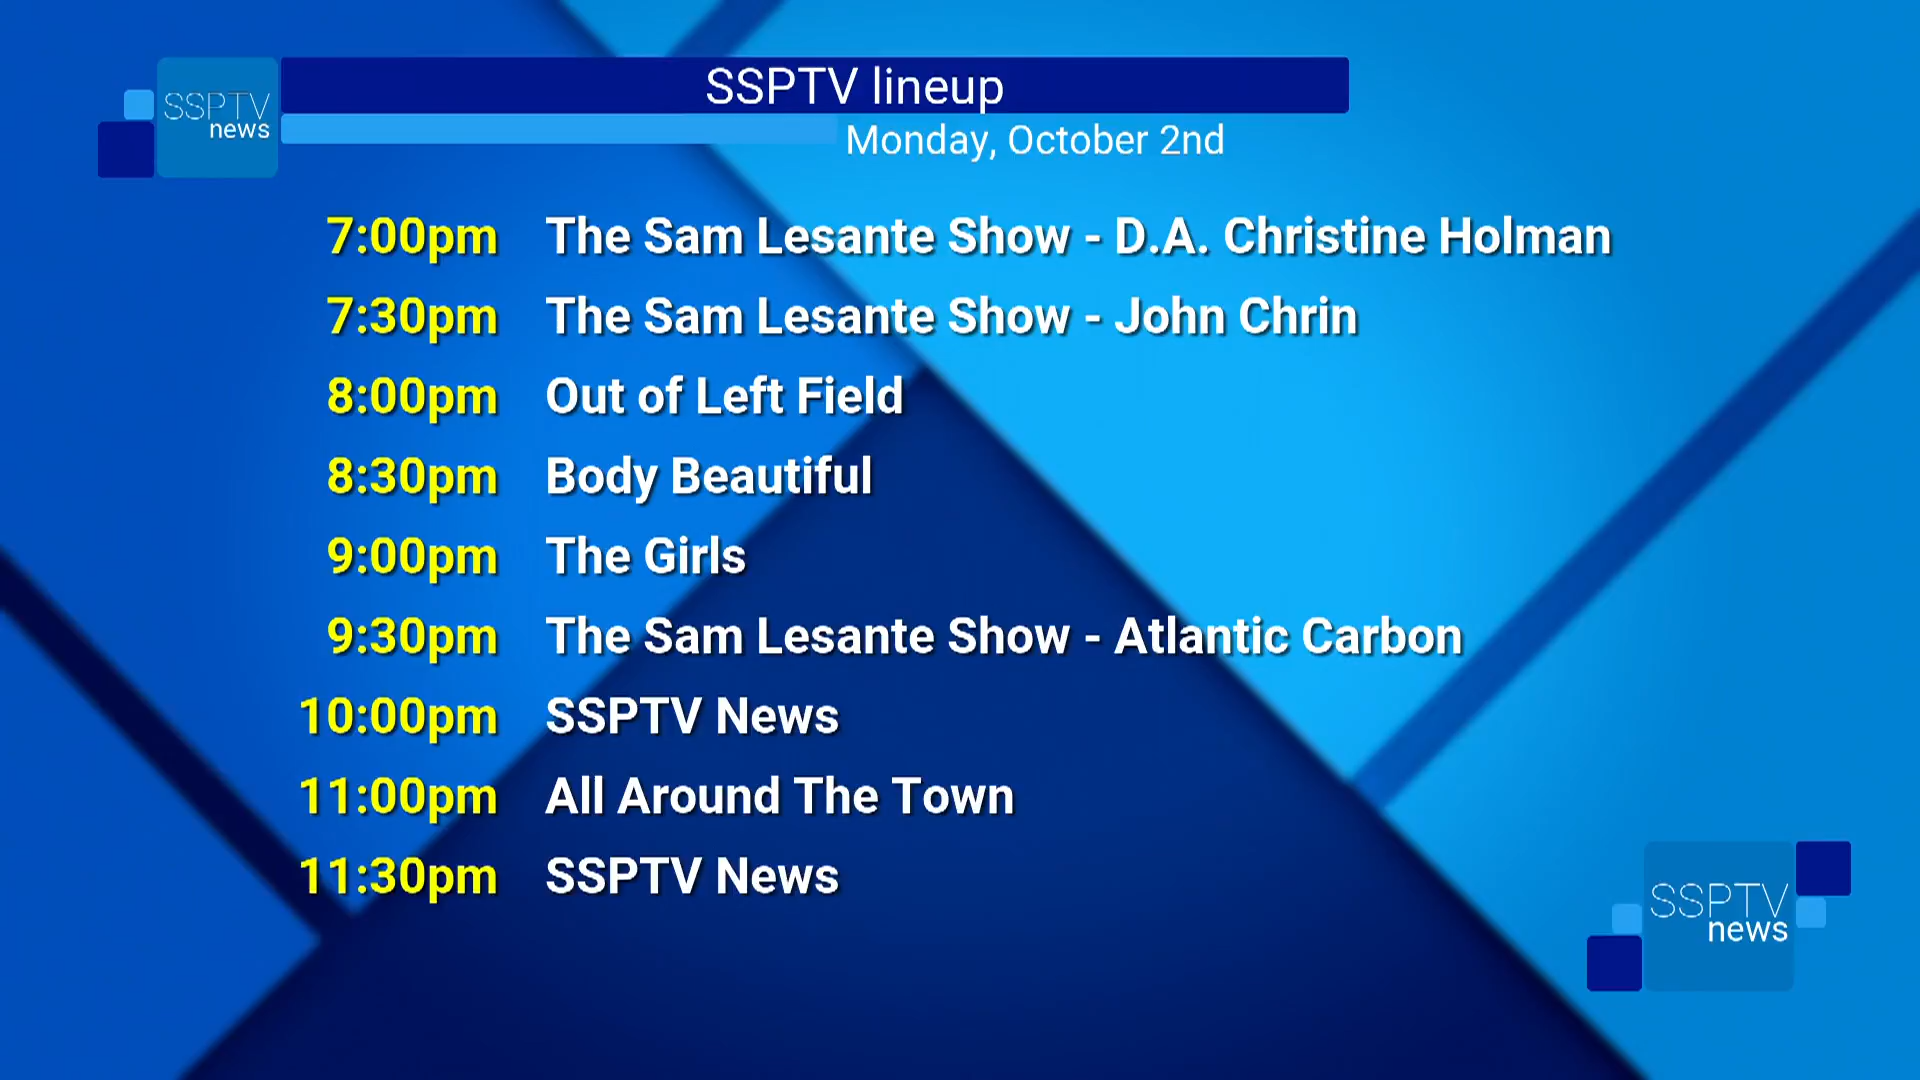 SSPTV lineup
SSPTV
news
Monday, October 2nd
7:00pm The Sam Lesante Show - D.A. Christine Holman
7:30pm The Sam Lesante Show - John Chrin
8:00pm Out of Left Field
8:30pm Body Beautiful
9:00pm The Girls
9:30pm The Sam Lesante Show - Atlantic Carbon
10:00pm SSPTV News
11:00pm All Around The Town
11:30pm SSPTV News
SSPTV
news